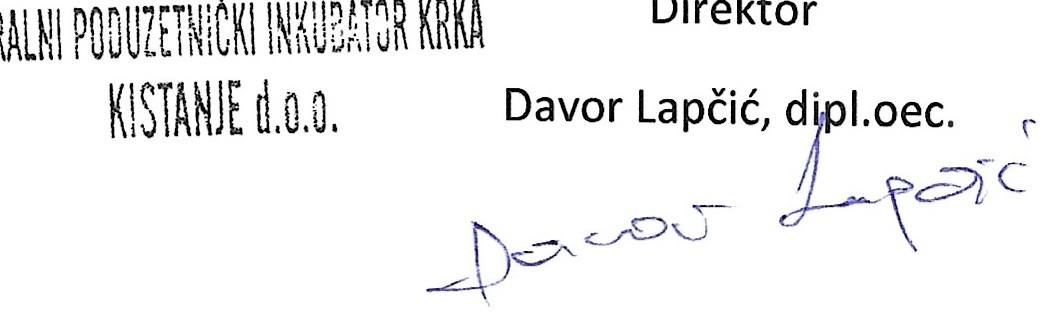 RALNI PODUZETNIČKI INKUBATOR KRKA
KISTANJE d.o.o.
Direktor
Davor Lapčić, dipl.oec.
Davor Lapčić